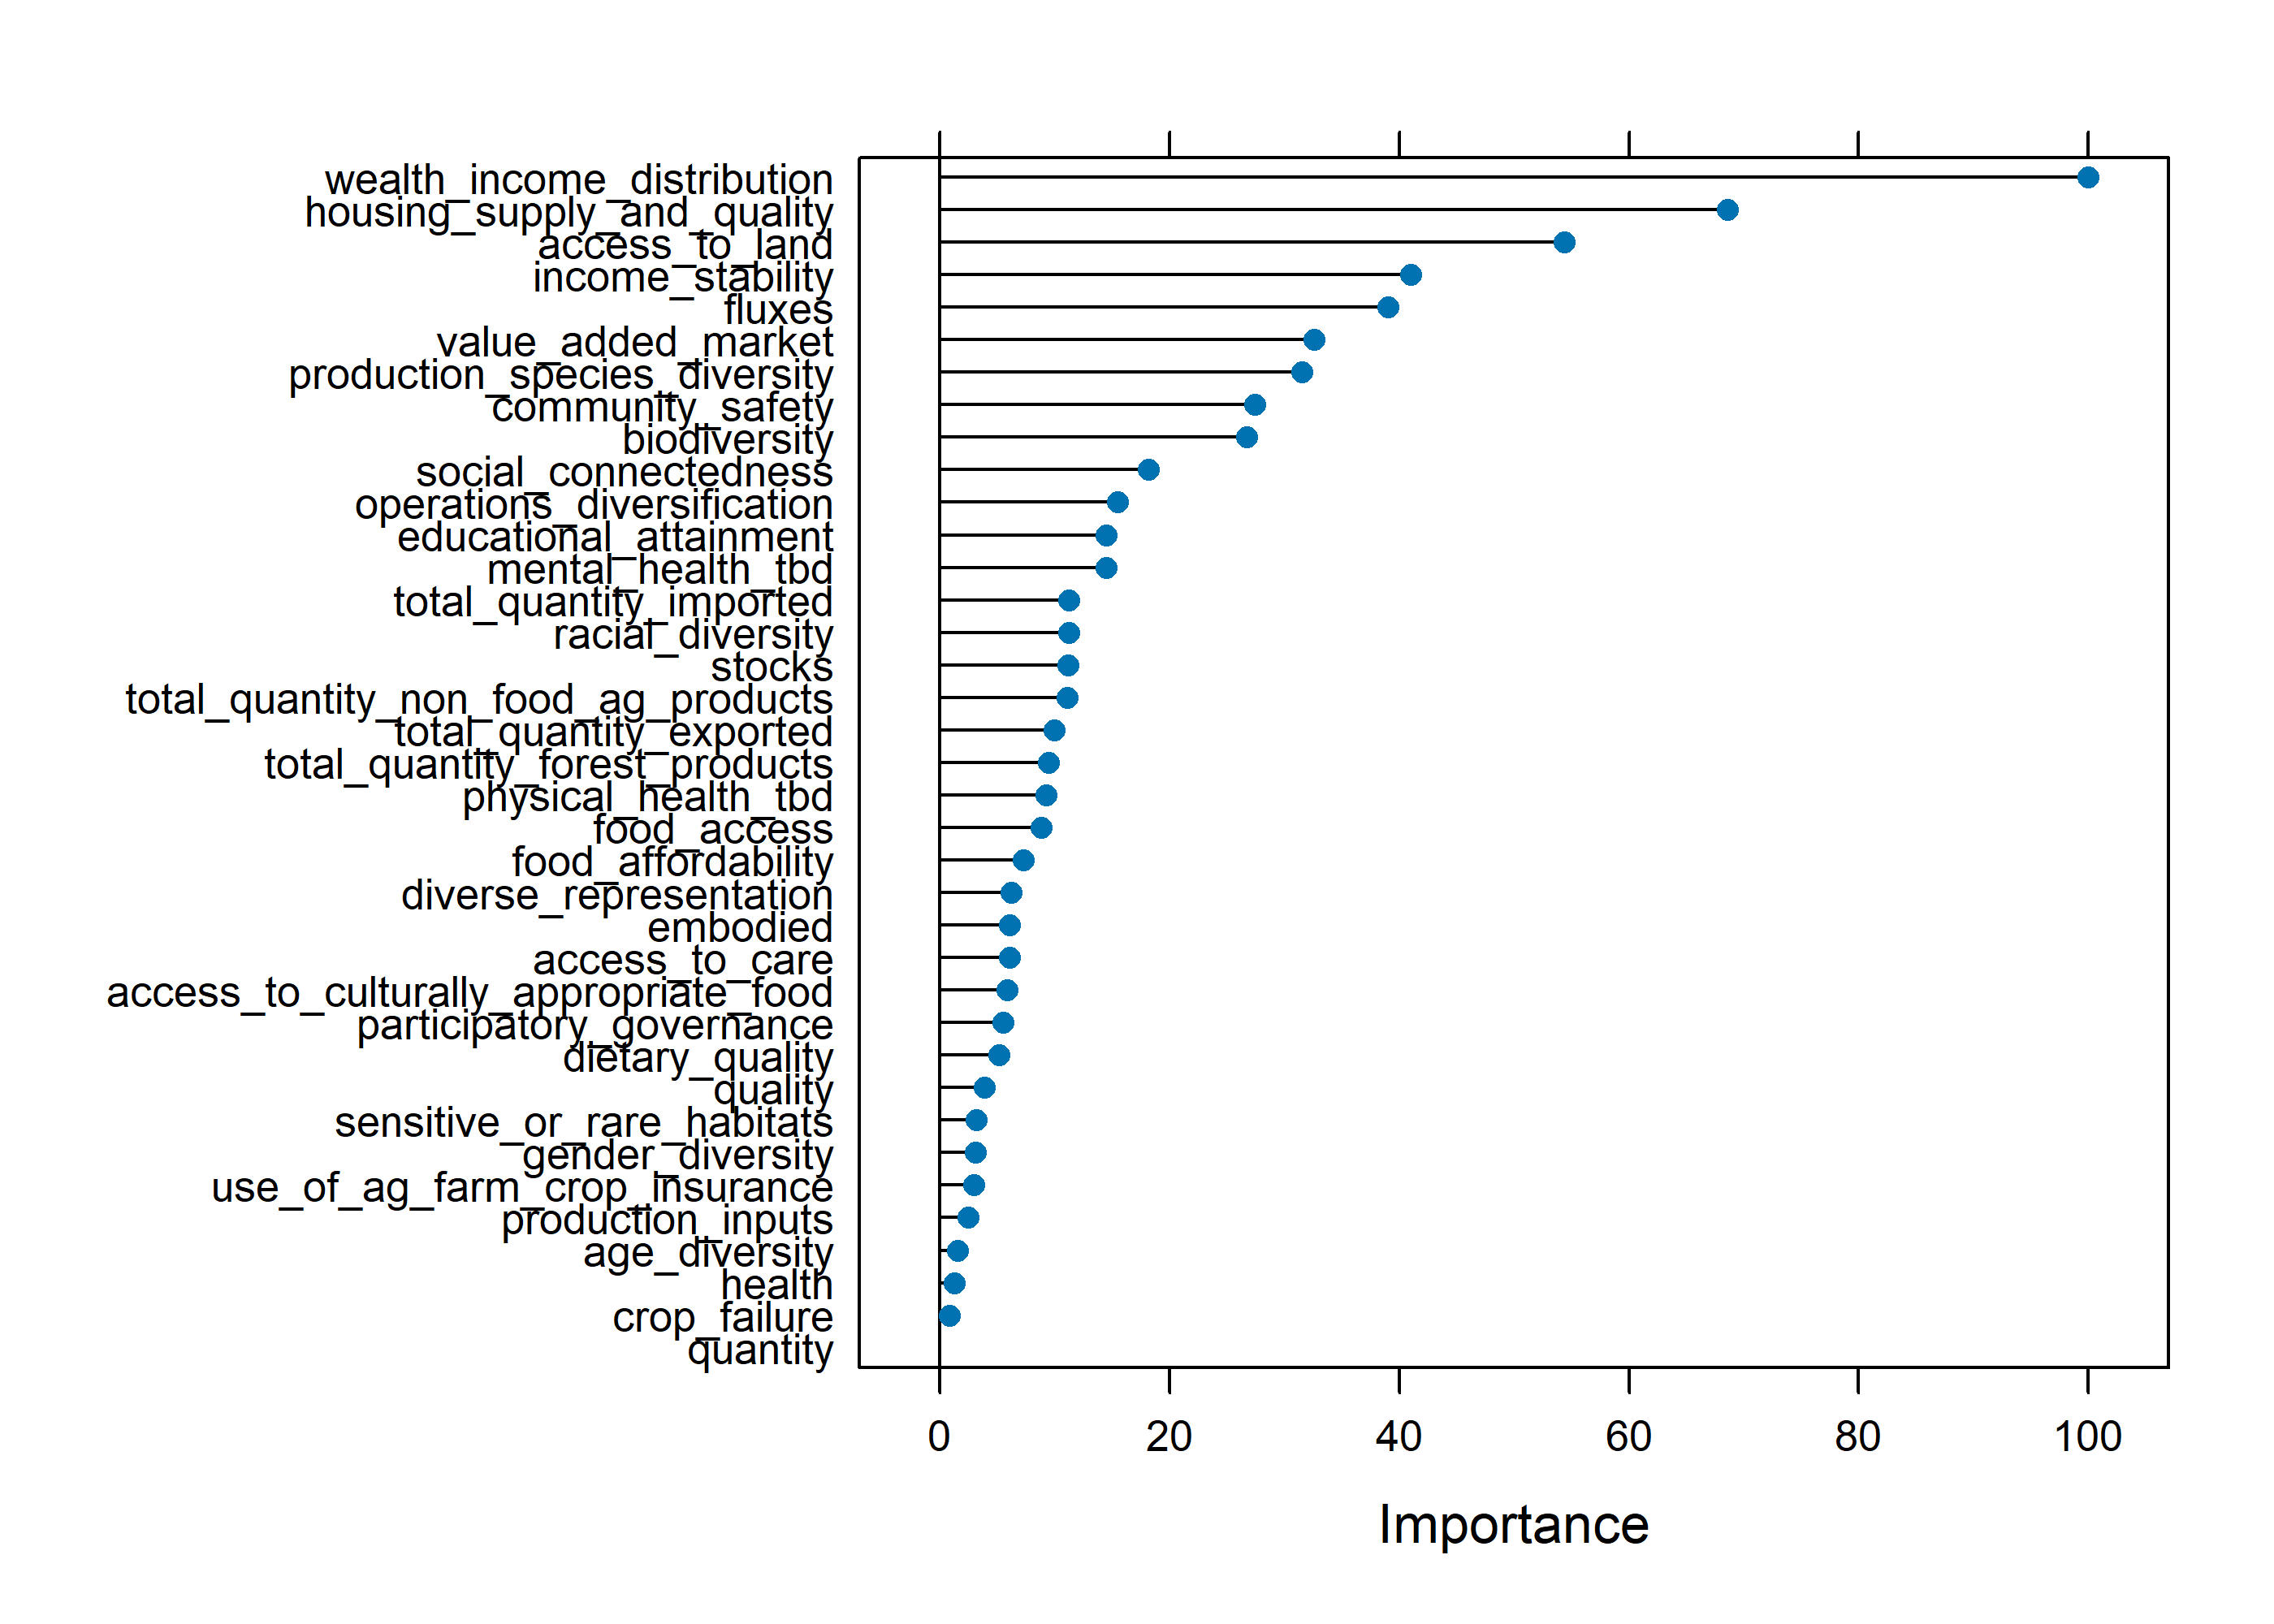 wealth_income_distribution
housing_supply_and_quality
access_to_land
income_stability
fluxes
value_added_market
production_species_diversity
community_safety
biodiversity
social_connectedness
operations_diversification
educational_attainment
mental_health_tbd
total_quantity_imported
racial_diversity
stocks
total_quantity_non_food_ag_products
total_quantity_exported
total_quantity_forest_products
physical_health_tbd
food_access
food_affordability
diverse_representation
embodied
access_to_care
access_to_culturally_appropriate_food
participatory_governance
dietary_quality
quality
sensitive_or_rare_habitats
gender_diversity
use_of_ag_farm_crop_insurance
production_inputs
age_diversity
health
crop_failure
quantity
0 20 40 60 80 100
Importance